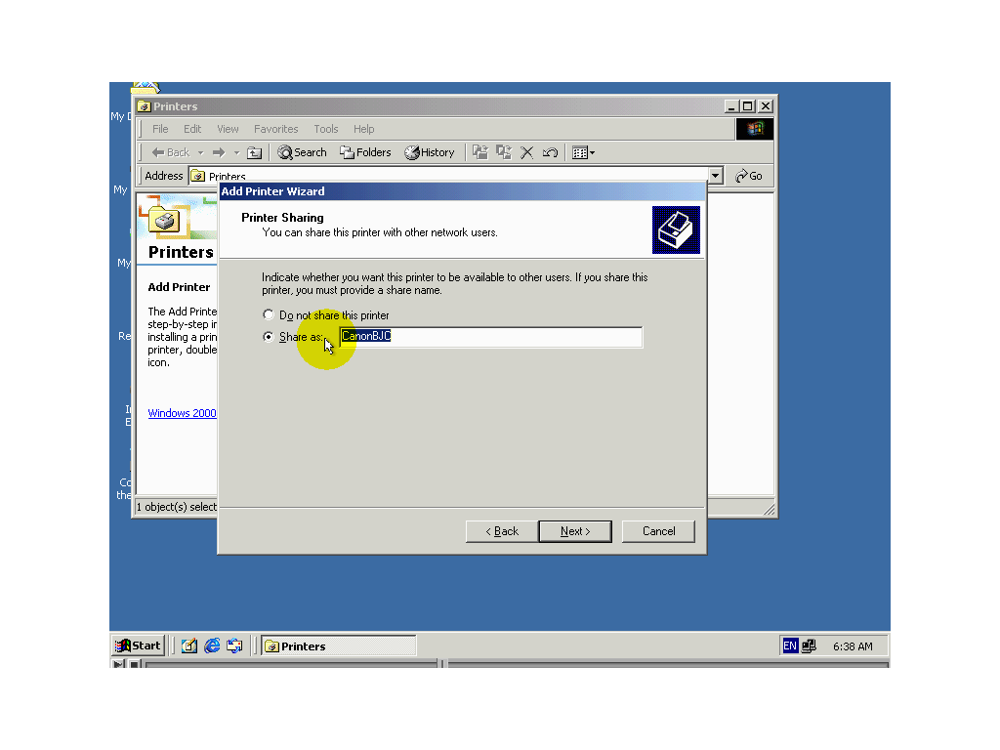 Printers
File Edit View Favorites Tools Help
Back Search Folders History
Address Printers Go
My D
My
My
Re
Add Printer Wizard
Printer Sharing
You can share this printer with other network users.
Printers
Add Printer
The Add Printe
step-by-step in
installing a prin
printer, double
icon.
Windows 2000
Indicate whether you want this printer to be available to other users. If you share this
printer, you must provide a share name.
Do not share this printer
Share as: CanonBJC
E
Co
the
1 object(s) select
< Back Next > Cancel
Start Printers EN 6:38 AM